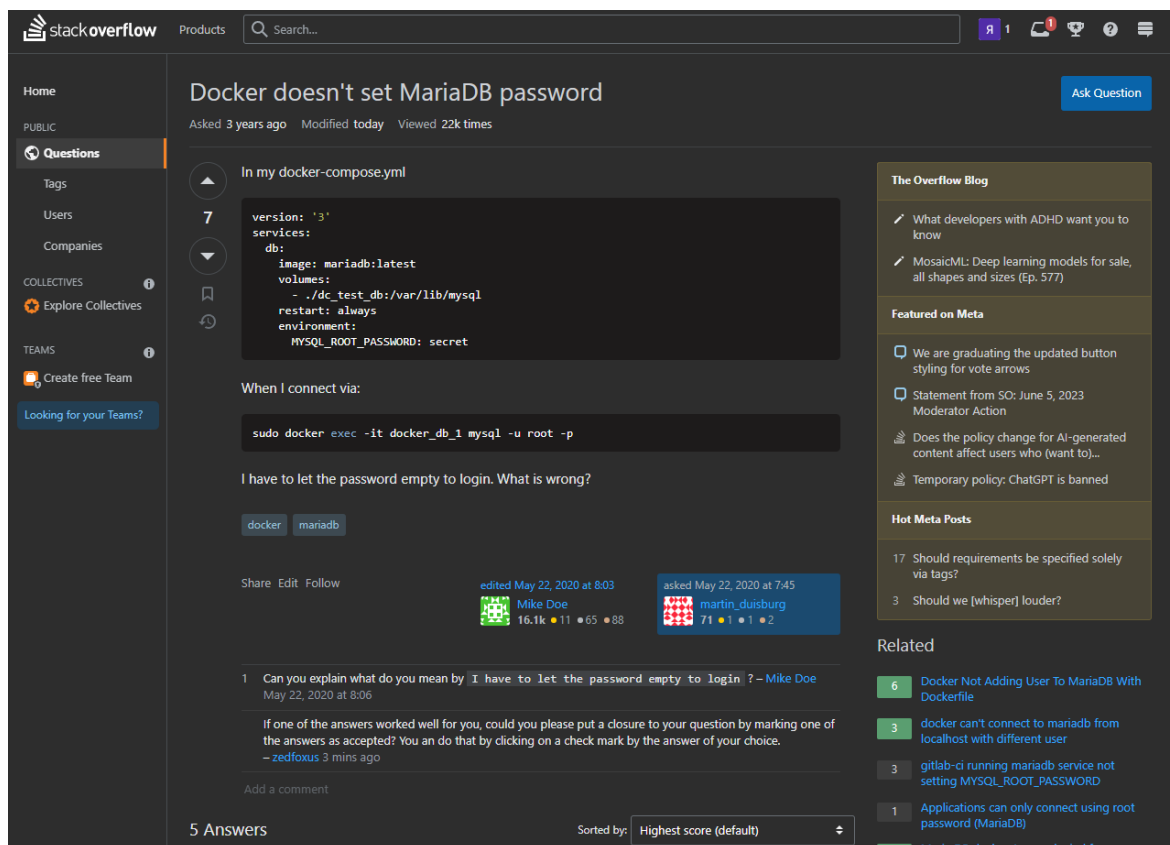 stackoverflow
Products
Search...
Я 1
1
Home
PUBLIC
Questions
Tags
Users
Companies
COLLECTIVES
Explore Collectives
TEAMS
Create free Team
Looking for your Teams?
Docker doesn't set MariaDB password
Ask Question
Asked 3 years ago Modified today Viewed 22k times
7
In my docker-compose.yml
version: '3'
services:
  db:
    image: mariadb:latest
    volumes:
      - ./dc_test_db:/var/lib/mysql
    restart: always
    environment:
      MYSQL_ROOT_PASSWORD: secret
When I connect via:
sudo docker exec -it docker_db_1 mysql -u root -p
I have to let the password empty to login. What is wrong?
docker mariadb
Share Edit Follow
edited May 22, 2020 at 8:03
Mike Doe
16.1k 11 65 88
asked May 22, 2020 at 7:45
martin_duisburg
71 1 1 2
1 Can you explain what do you mean by I have to let the password empty to login ? – Mike Doe
May 22, 2020 at 8:06
If one of the answers worked well for you, could you please put a closure to your question by marking one of
the answers as accepted? You an do that by clicking on a check mark by the answer of your choice.
– zedfoxus 3 mins ago
Add a comment
5 Answers
Sorted by: Highest score (default)
The Overflow Blog
What developers with ADHD want you to
know
MosaicML: Deep learning models for sale,
all shapes and sizes (Ep. 577)
Featured on Meta
We are graduating the updated button
styling for vote arrows
Statement from SO: June 5, 2023
Moderator Action
Does the policy change for AI-generated
content affect users who (want to)...
Temporary policy: ChatGPT is banned
Hot Meta Posts
17 Should requirements be specified solely
via tags?
3 Should we [whisper] louder?
Related
6 Docker Not Adding User To MariaDB With
Dockerfile
3 docker can't connect to mariadb from
localhost with different user
3 gitlab-ci running mariadb service not
setting MYSQL_ROOT_PASSWORD
1 Applications can only connect using root
password (MariaDB)